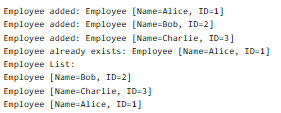 Employee added: Employee [Name=Alice, ID=1]
Employee added: Employee [Name=Bob, ID=2]
Employee added: Employee [Name=Charlie, ID=3]
Employee already exists: Employee [Name=Alice, ID=1]
Employee List:
Employee [Name=Bob, ID=2]
Employee [Name=Charlie, ID=3]
Employee [Name=Alice, ID=1]